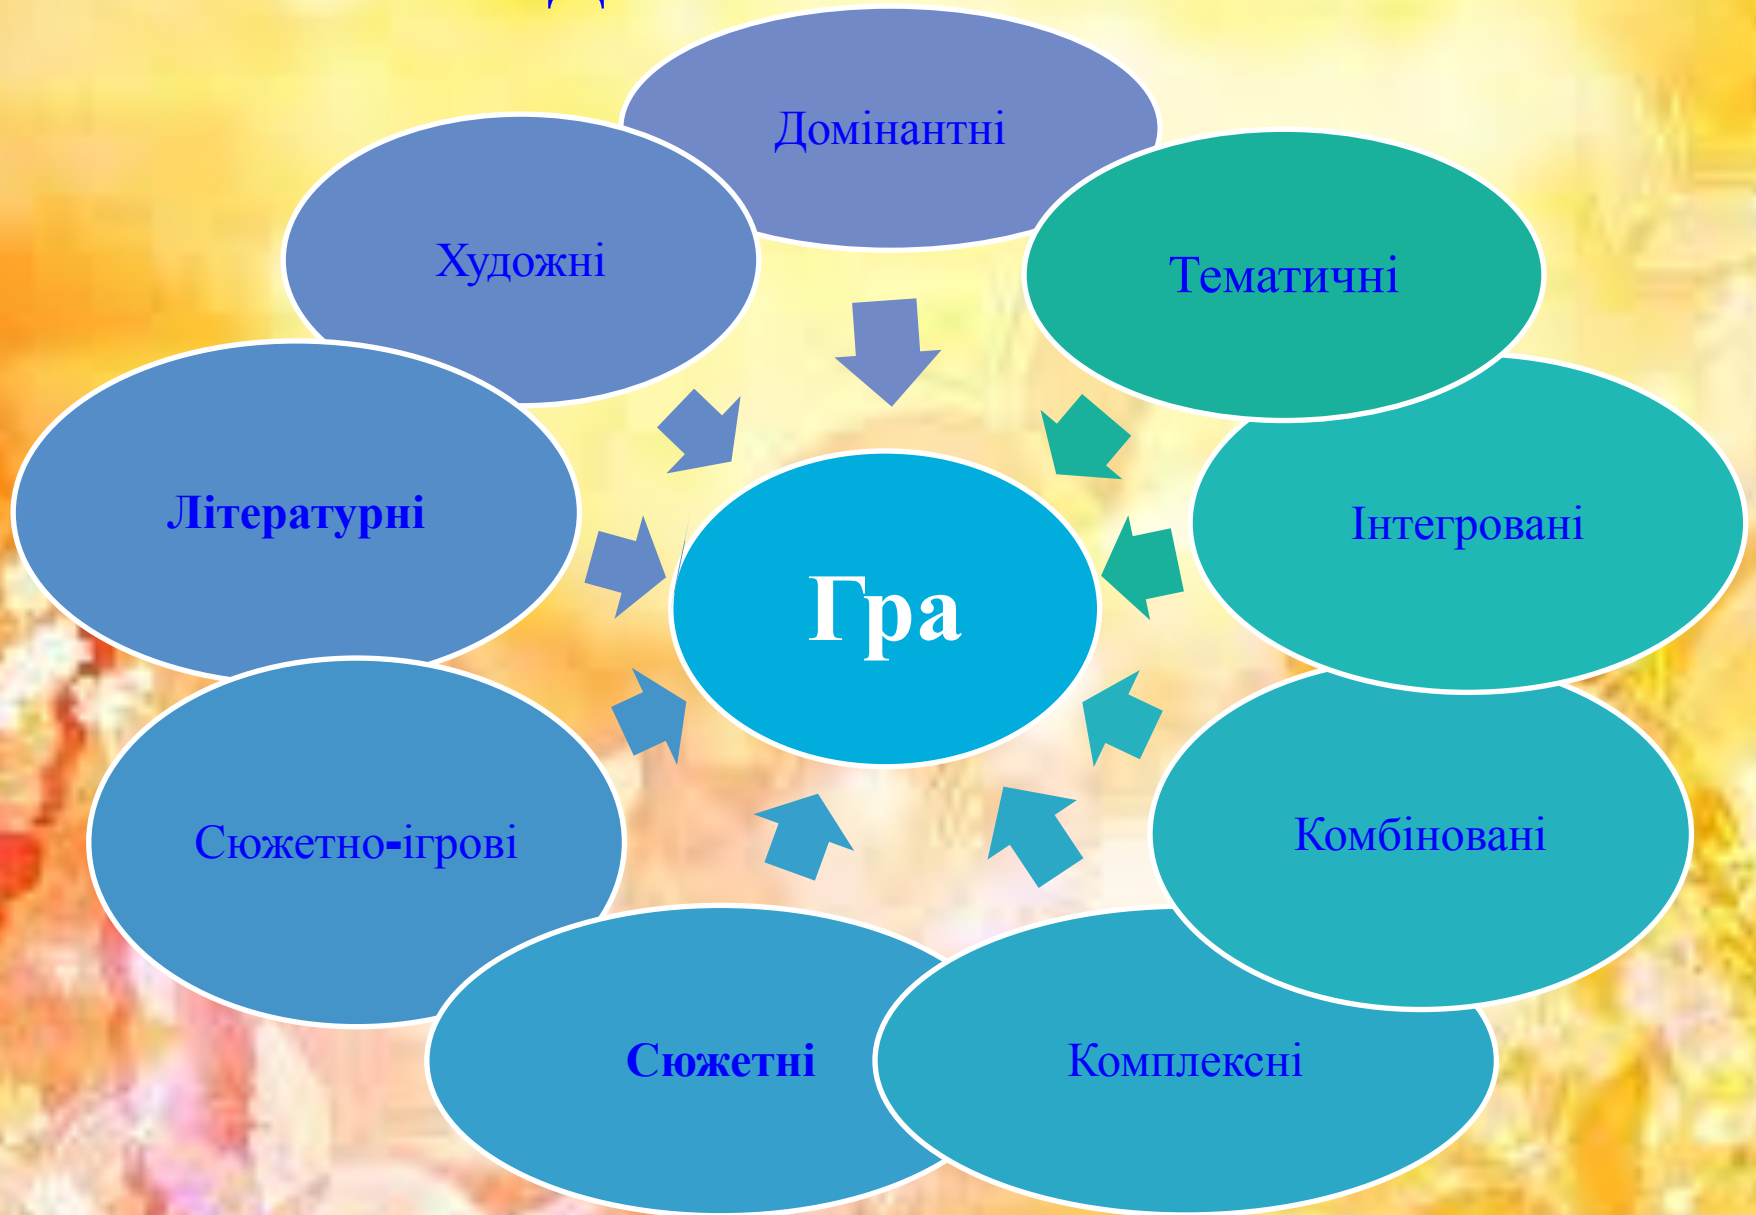 Домінантні
Художні
Тематичні
Літературні
Інтегровані
Гра
Сюжетно-ігрові
Комбіновані
Сюжетні
Комплексні